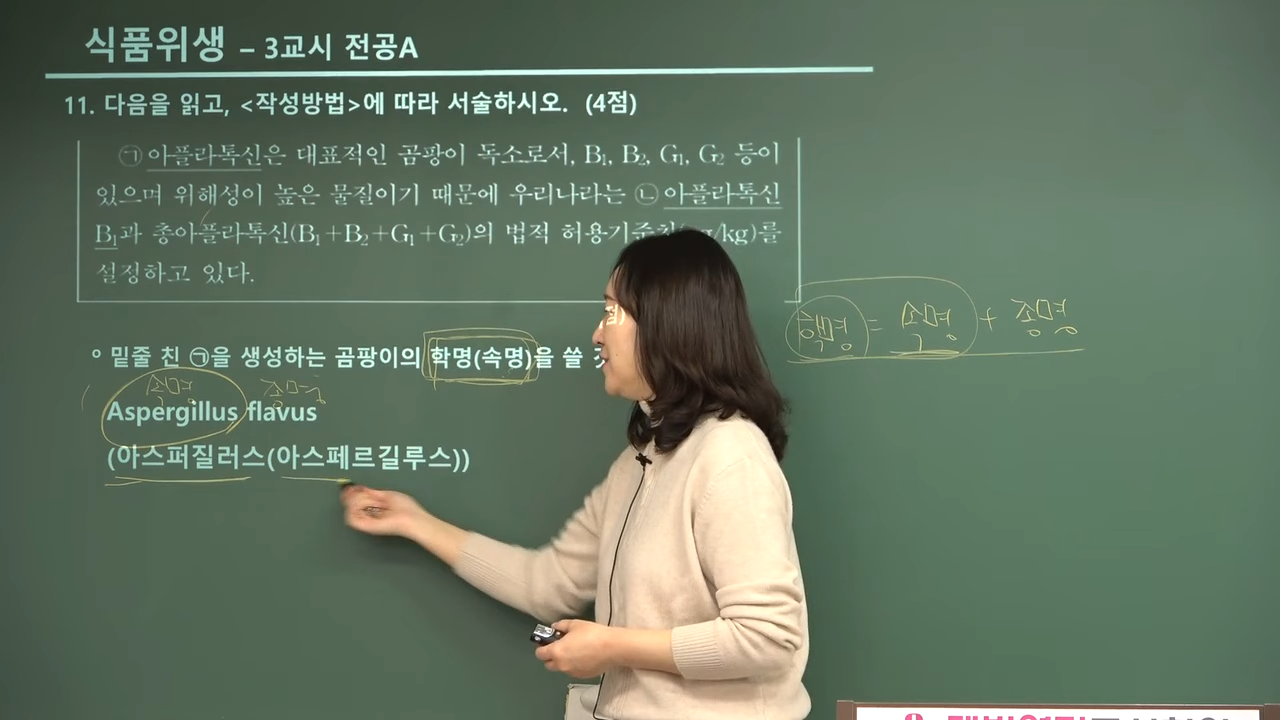 식품위생 – 3교시 전공A
11. 다음을 읽고, <작성방법>에 따라 서술하시오. (4점)
㉠ 아플라톡신은 대표적인 곰팡이 독소로서, B₁, B₂, G₁, G₂ 등이
있으며 위해성이 높은 물질이기 때문에 우리나라는 ㉡ 아플라톡신
B₁과 총아플라톡신(B₁+B₂+G₁+G₂)의 법적 허용기준 /kg)를
설정하고 있다.
학명 = 속명 + 종명
○ 밑줄 친 ㉠을 생성하는 곰팡이의 학명(속명)을 쓸
속명 종명
Aspergillus flavus
(아스퍼질러스(아스페르길루스))